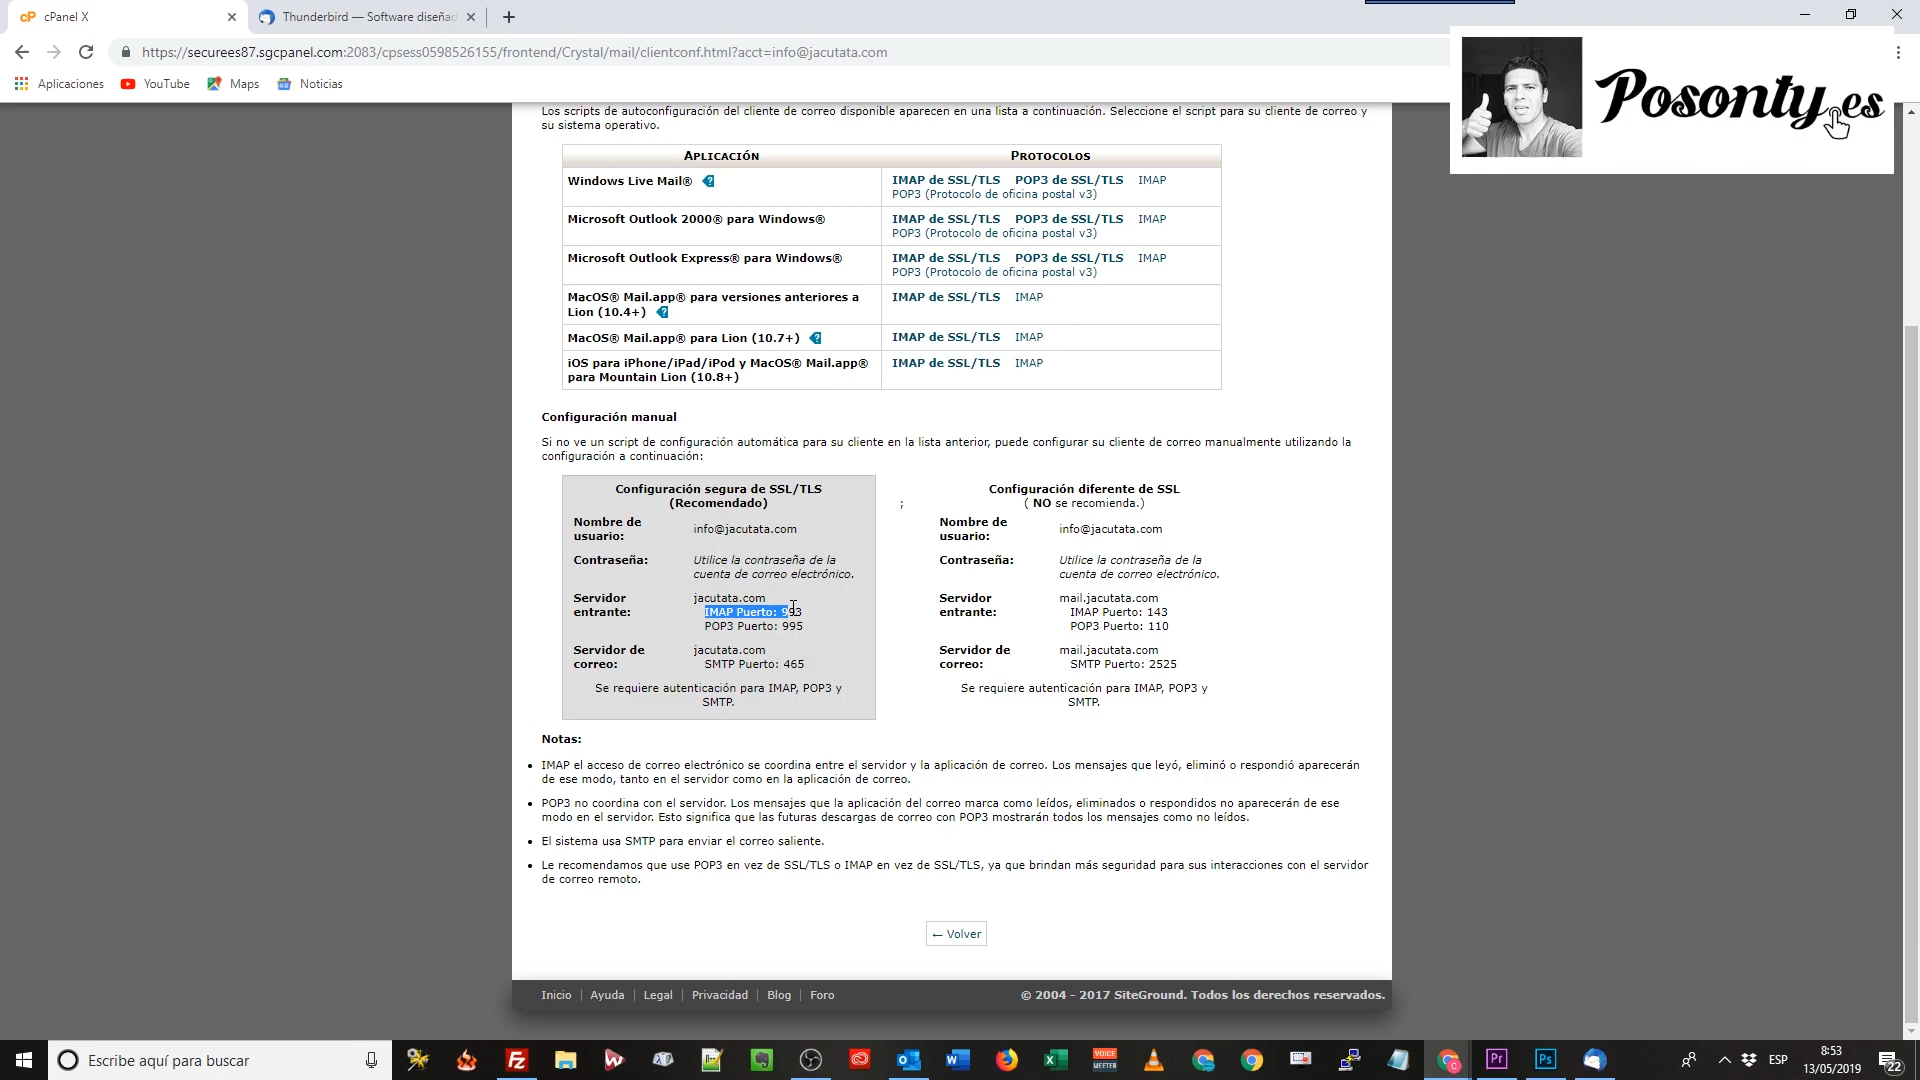 cPanel X
Thunderbird — Software diseñad
https://securees87.sgcpanel.com:2083/cpsess0598526155/frontend/Crystal/mail/clientconf.html?acct=info@jacutata.com
Aplicaciones YouTube Maps Noticias
Posonty.es
Los scripts de autoconfiguración del cliente de correo disponible aparecen en una lista a continuación. Seleccione el script para su cliente de correo y
su sistema operativo.
APLICACIÓN PROTOCOLOS
Windows Live Mail® IMAP de SSL/TLS POP3 de SSL/TLS IMAP
POP3 (Protocolo de oficina postal v3)
Microsoft Outlook 2000® para Windows® IMAP de SSL/TLS POP3 de SSL/TLS IMAP
POP3 (Protocolo de oficina postal v3)
Microsoft Outlook Express® para Windows® IMAP de SSL/TLS POP3 de SSL/TLS IMAP
POP3 (Protocolo de oficina postal v3)
MacOS® Mail.app® para versiones anteriores a IMAP de SSL/TLS IMAP
Lion (10.4+)
MacOS® Mail.app® para Lion (10.7+) IMAP de SSL/TLS IMAP
iOS para iPhone/iPad/iPod y MacOS® Mail.app® IMAP de SSL/TLS IMAP
para Mountain Lion (10.8+)
Configuración manual
Si no ve un script de configuración automática para su cliente en la lista anterior, puede configurar su cliente de correo manualmente utilizando la
configuración a continuación:
Configuración segura de SSL/TLS
(Recomendado)
Nombre de
usuario:
info@jacutata.com
Contraseña:
Utilice la contraseña de la
cuenta de correo electrónico.
Servidor
entrante:
jacutata.com
IMAP Puerto: 993
POP3 Puerto: 995
Servidor de
correo:
jacutata.com
SMTP Puerto: 465
Se requiere autenticación para IMAP, POP3 y
SMTP.
;
Configuración diferente de SSL
( NO se recomienda.)
Nombre de
usuario:
info@jacutata.com
Contraseña:
Utilice la contraseña de la
cuenta de correo electrónico.
Servidor
entrante:
mail.jacutata.com
IMAP Puerto: 143
POP3 Puerto: 110
Servidor de
correo:
mail.jacutata.com
SMTP Puerto: 2525
Se requiere autenticación para IMAP, POP3 y
SMTP.
Notas:
• IMAP el acceso de correo electrónico se coordina entre el servidor y la aplicación de correo. Los mensajes que leyó, eliminó o respondió aparecerán
de ese modo, tanto en el servidor como en la aplicación de correo.
• POP3 no coordina con el servidor. Los mensajes que la aplicación del correo marca como leídos, eliminados o respondidos no aparecerán de ese
modo en el servidor. Esto significa que las futuras descargas de correo con POP3 mostrarán todos los mensajes como no leídos.
• El sistema usa SMTP para enviar el correo saliente.
• Le recomendamos que use POP3 en vez de SSL/TLS o IMAP en vez de SSL/TLS, ya que brindan más seguridad para sus interacciones con el servidor
de correo remoto.
← Volver
Inicio | Ayuda | Legal | Privacidad | Blog | Foro
© 2004 - 2017 SiteGround. Todos los derechos reservados.
Escribe aquí para buscar
VOICE
MEETER
Pr
Ps
ESP
8:53
13/05/2019
22